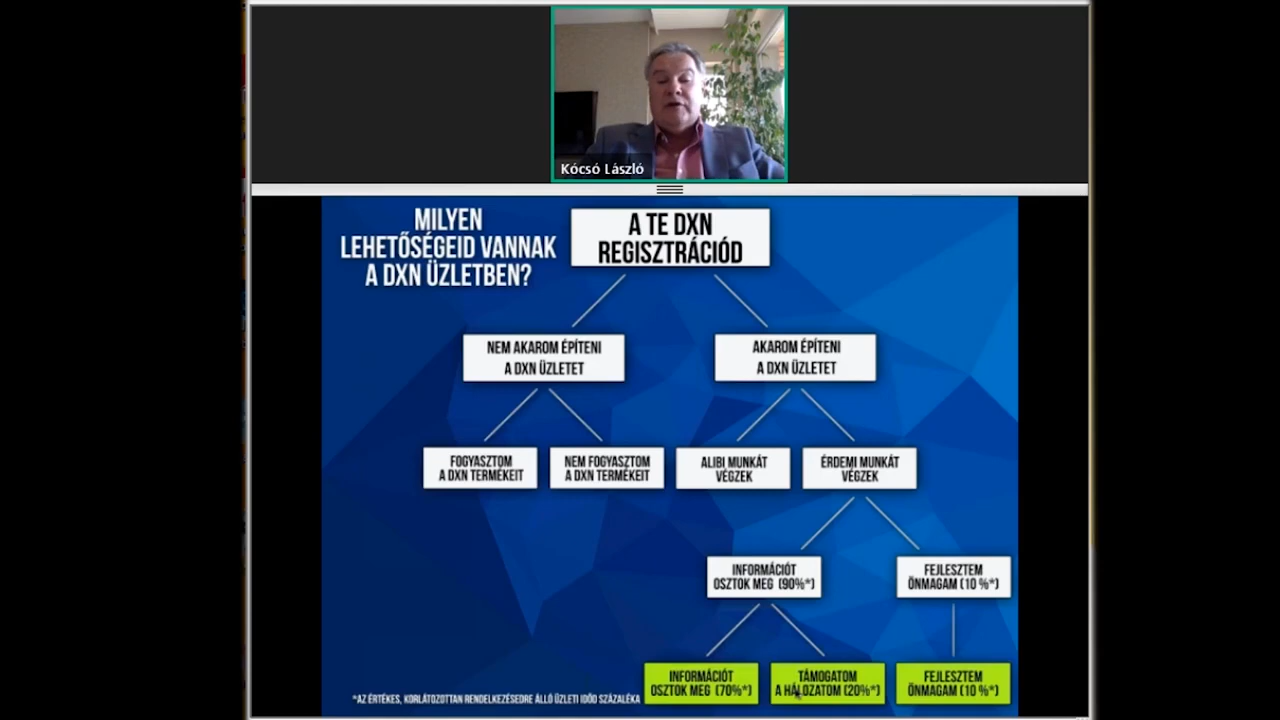 Kócsó László
MILYEN
LEHETŐSÉGEID VANNAK
A DXN ÜZLETBEN?
A TE DXN
REGISZTRÁCIÓD
NEM AKAROM ÉPÍTENI
A DXN ÜZLETET
AKAROM ÉPÍTENI
A DXN ÜZLETET
FOGYASZTOM
A DXN TERMÉKEIT
NEM FOGYASZTOM
A DXN TERMÉKEIT
ALIBI MUNKÁT
VÉGZEK
ÉRDEMI MUNKÁT
VÉGZEK
INFORMÁCIÓT
OSZTOK MEG (90%*)
FEJLESZTEM
ÖNMAGAM (10 %*)
INFORMÁCIÓT
OSZTOK MEG (70%*)
TÁMOGATOM
A HÁLÓZATOM (20%*)
FEJLESZTEM
ÖNMAGAM (10 %*)
*AZ ÉRTÉKES, KORLÁTOZOTTAN RENDELKEZÉSEDRE ÁLLÓ ÜZLETI IDŐD SZÁZALÉKA